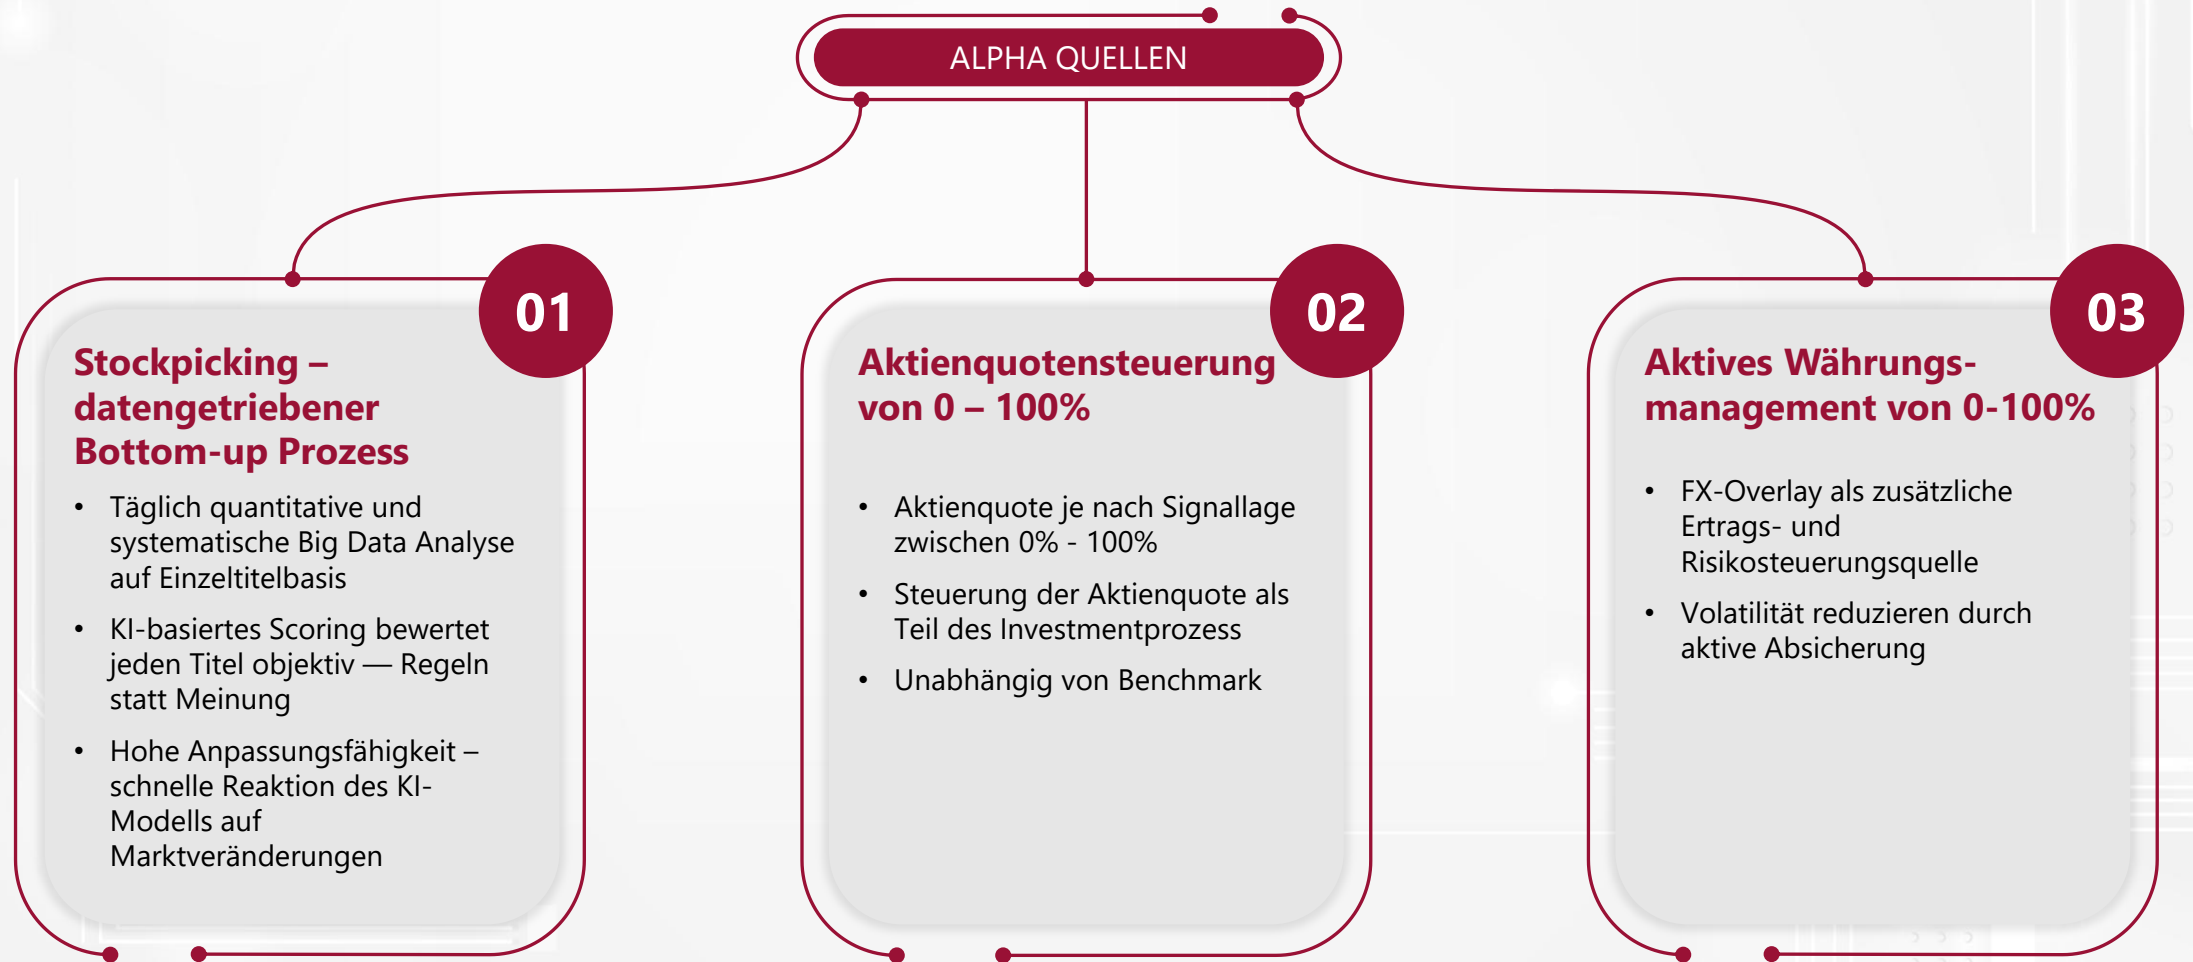 ALPHA QUELLEN
01
Stockpicking –
datengetriebener
Bottom-up Prozess
• Täglich quantitative und
systematische Big Data Analyse
auf Einzeltitelbasis
• KI-basiertes Scoring bewertet
jeden Titel objektiv — Regeln
statt Meinung
• Hohe Anpassungsfähigkeit –
schnelle Reaktion des KI-
Modells auf
Marktveränderungen
02
Aktienquotensteuerung
von 0 – 100%
• Aktienquote je nach Signallage
zwischen 0% - 100%
• Steuerung der Aktienquote als
Teil des Investmentprozess
• Unabhängig von Benchmark
03
Aktives Währungs-
management von 0-100%
• FX-Overlay als zusätzliche
Ertrags- und
Risikosteuerungsquelle
• Volatilität reduzieren durch
aktive Absicherung